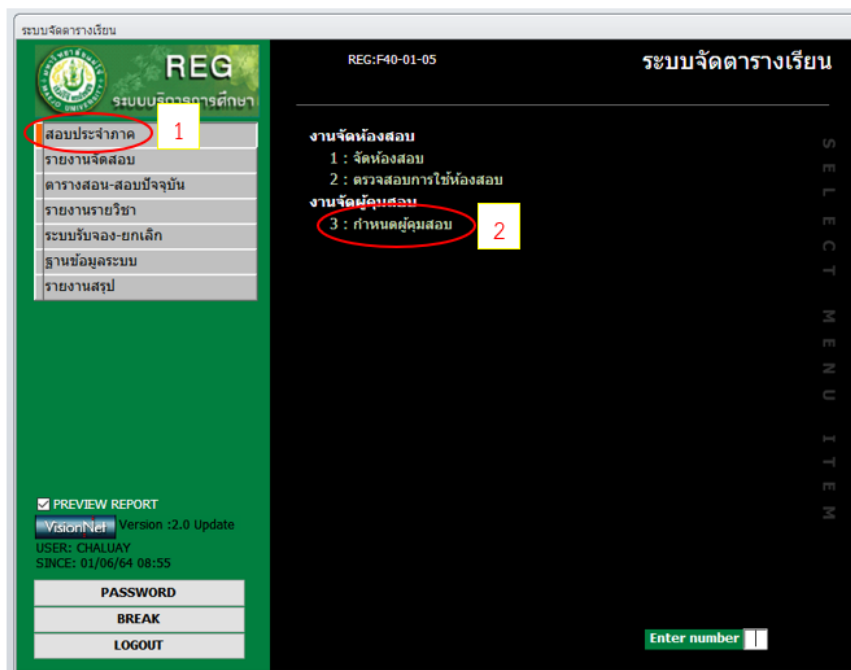 ระบบจัดตารางเรียน
REG
ระบบบริการการศึกษา
REG:F40-01-05
ระบบจัดตารางเรียน
สอบประจำภาค
1
รายงานจัดสอบ
ตารางสอน-สอบปัจจุบัน
รายงานรายวิชา
ระบบรับจอง-ยกเลิก
ฐานข้อมูลระบบ
รายงานสรุป
งานจัดห้องสอบ
1 : จัดห้องสอบ
2 : ตรวจสอบการใช้ห้องสอบ
งานจัดผู้คุมสอบ
3 : กำหนดผู้คุมสอบ
2
SELECT MENU ITEM
PREVIEW REPORT
VisionNet Version :2.0 Update
USER: CHALUAY
SINCE: 01/06/64 08:55
PASSWORD
BREAK
LOGOUT
Enter number